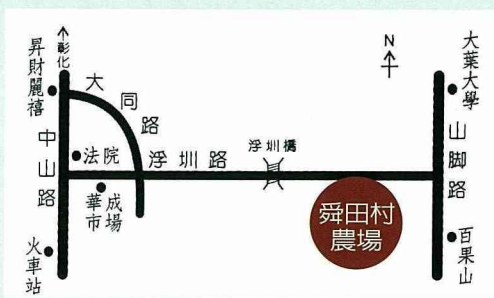 ↑彰化
昇財麗禧
大同路
中山路
法院
浮圳路
浮圳橋
華成市場
火車站
N
大葉大學
山脚路
舜田村
農場
百果山